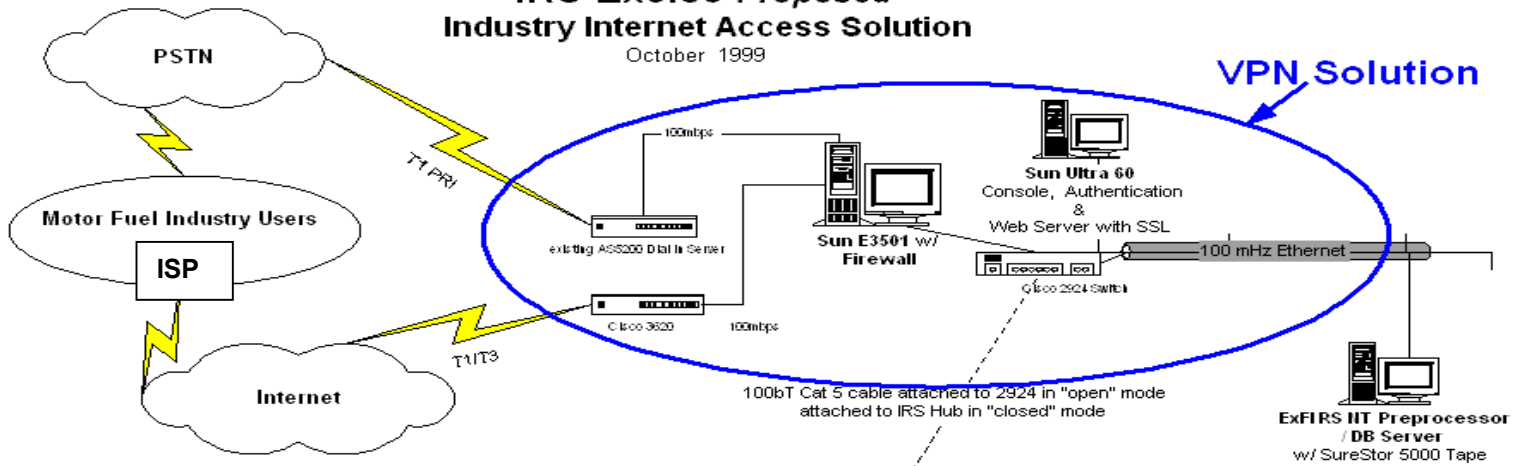 Industry Internet Access Solution
October 1999
PSTN
VPN Solution
100mbps
T1 PRI
Sun Ultra 60
Console, Authentication
&
Web Server with SSL
Motor Fuel Industry Users
existing AS5200 Dial In Server
Sun E3501 w/
Firewall
100 mHz Ethernet
ISP
Cisco 2924 Switch
Cisco 3620
100mbps
T1/T3
Internet
100bT Cat 5 cable attached to 2924 in "open" mode
attached to IRS Hub in "closed" mode
ExFIRS NT Preprocessor
/ DB Server
w/ SureStor 5000 Tape